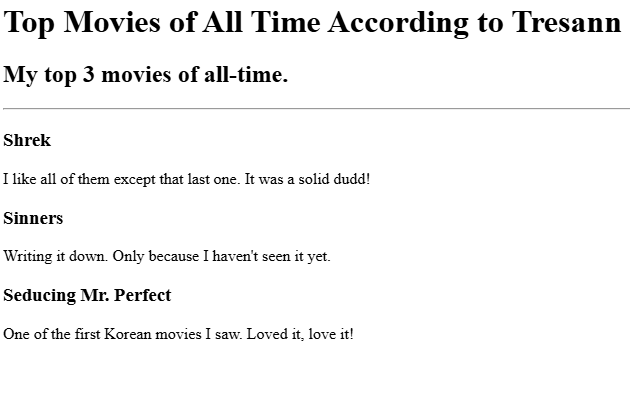 Top Movies of All Time According to Tresann
My top 3 movies of all-time.
Shrek
I like all of them except that last one. It was a solid dudd!
Sinners
Writing it down. Only because I haven't seen it yet.
Seducing Mr. Perfect
One of the first Korean movies I saw. Loved it, love it!